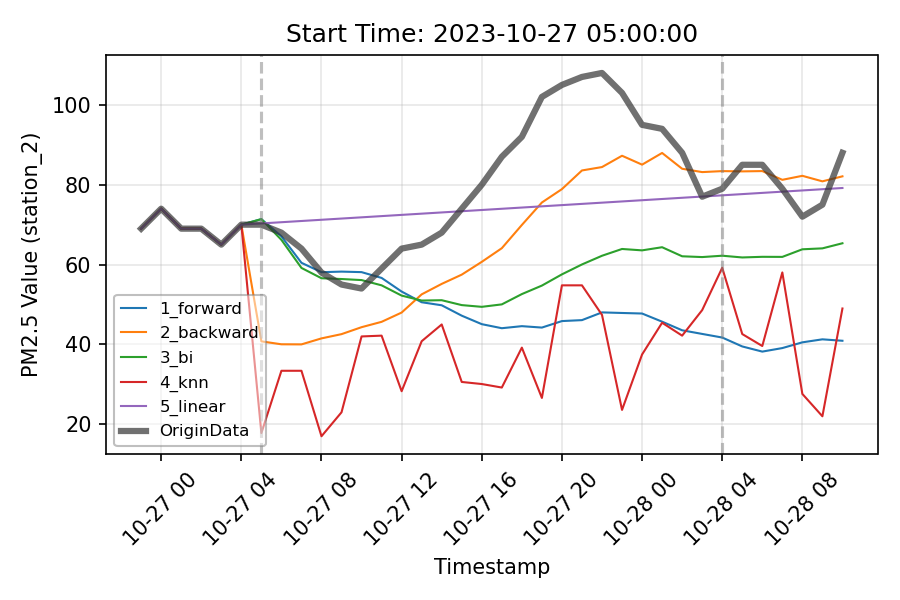 Start Time: 2023-10-27 05:00:00
PM2.5 Value (station_2)
100
80
60
40
20
1_forward
2_backward
3_bi
4_knn
5_linear
OriginData
10-27 00
10-27 04
10-27 08
10-27 12
10-27 16
10-27 20
10-28 00
10-28 04
10-28 08
Timestamp